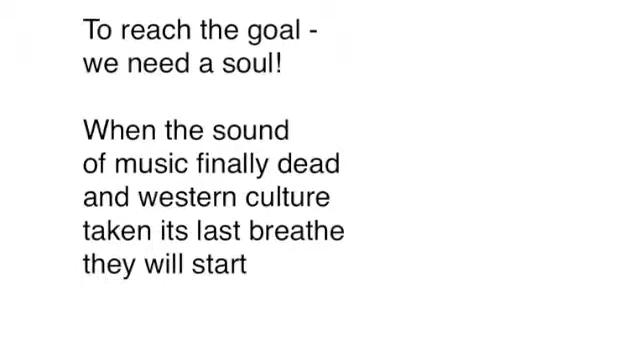 To reach the goal -
we need a soul!
When the sound
of music finally dead
and western culture
taken its last breathe
they will start